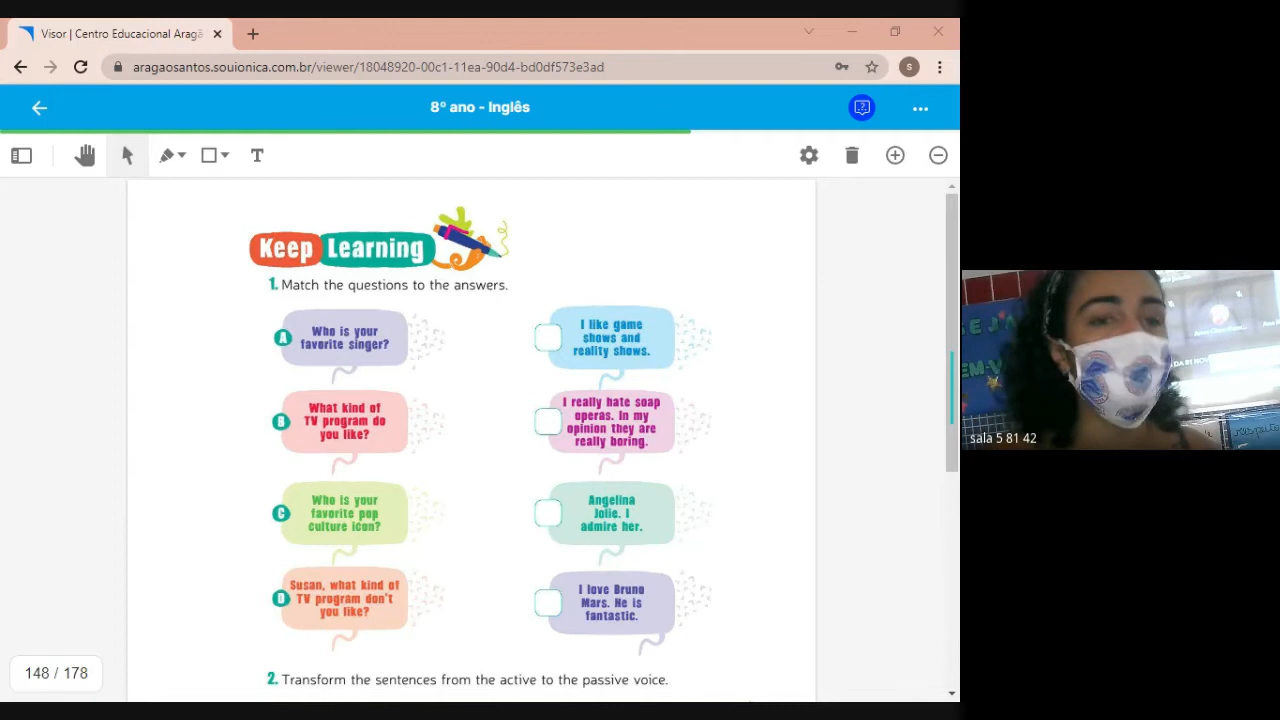 Visor | Centro Educacional Aragã
aragaosantos.souionica.com.br/viewer/18048920-00c1-11ea-90d4-bd0df573e3ad
s
8º ano - Inglês
T
Keep Learning
1. Match the questions to the answers.
A
Who is your
favorite singer?
I like game
shows and
reality shows.
B
What kind of
TV program do
you like?
I really hate soap
operas. In my
opinion they are
really boring.
C
Who is your
favorite pop
culture icon?
Angelina
Jolie. I
admire her.
D
Susan, what kind of
TV program don't
you like?
I love Bruno
Mars. He is
fantastic.
148 / 178
2. Transform the sentences from the active to the passive voice.
sala 5 81 42